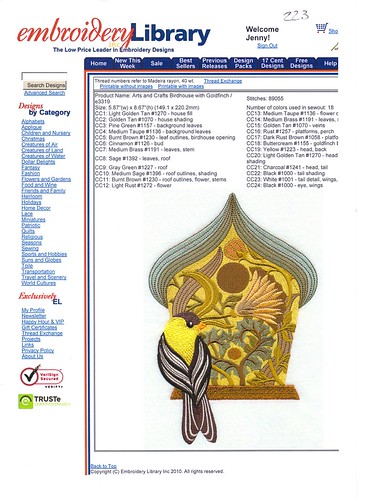 223
embroideryLibrary
The Low Price Leader in Embroidery Designs
Welcome
Jenny!
Sign Out
Home
New This Week
Sale
Best Sellers
Previous Releases
Design Packs
17 Cent Designs
Free Designs
Help
Search Designs
Advanced Search
Designs
by Category
Alphabets
Applique
Children and Nursery
Christmas
Creatures of Air
Creatures of Land
Creatures of Water
Dollar Delights
Fantasy
Fashion
Flowers and Gardens
Food and Wine
Friends and Family
Heirloom
Holidays
Home Decor
Lace
Miniatures
Patriotic
Quilts
Religious
Seasons
Sewing
Sports and Hobbies
Suns and Globes
Toile
Transportation
Travel and Scenery
World Cultures
Exclusively
EL
My Profile
Newsletter
Happy Hour & VIP
Gift Certificates
Thread Exchange
Projects
Links
Privacy Policy
About Us
VeriSign
Secured
VERIFY
TRUSTe
Thread numbers refer to Madeira rayon, 40 wt. Thread Exchange
Printable without images Printable with images
Product Name: Arts and Crafts Birdhouse with Goldfinch /
e3319
Size: 5.87"(w) x 8.67"(h) (149.1 x 220.2mm)
CC1: Light Golden Tan #1270 - house fill
CC2: Golden Tan #1070 - house shading
CC3: Pine Green #1157 - background leaves
CC4: Medium Taupe #1136 - background leaves
CC5: Burnt Brown #1230 - leaf outlines, birdhouse opening
CC6: Cinnamon #1126 - bud
CC7: Medium Brown #1191 - leaves, stem
CC8: Sage #1392 - leaves, roof
CC9: Gray Green #1227 - roof
CC10: Medium Sage #1396 - roof outlines, shading
CC11: Burnt Brown #1230 - roof outlines, flower, stems
CC12: Light Rust #1272 - flower
Stitches: 89055
Number of colors used in sewout: 18
CC13: Medium Taupe #1136 - flower
CC14: Medium Brown #1191 - leaves,
CC15: Golden Tan #1070 - veins
CC16: Rust #1257 - platforms, perch
CC17: Dark Brown #1058 - platform
CC18: Buttercream #1155 - goldfinch
CC19: Yellow #1223 - head, back
CC20: Light Golden Tan #1270 - head
shading
CC21: Charcoal #1241 - head, tail
CC22: Black #1000 - tail shading
CC23: White #1001 - tail detail, wings,
CC24: Black #1000 - eye, wings
Back to Top
Copyright (C) Embroidery Library Inc 2010. All rights reserved.